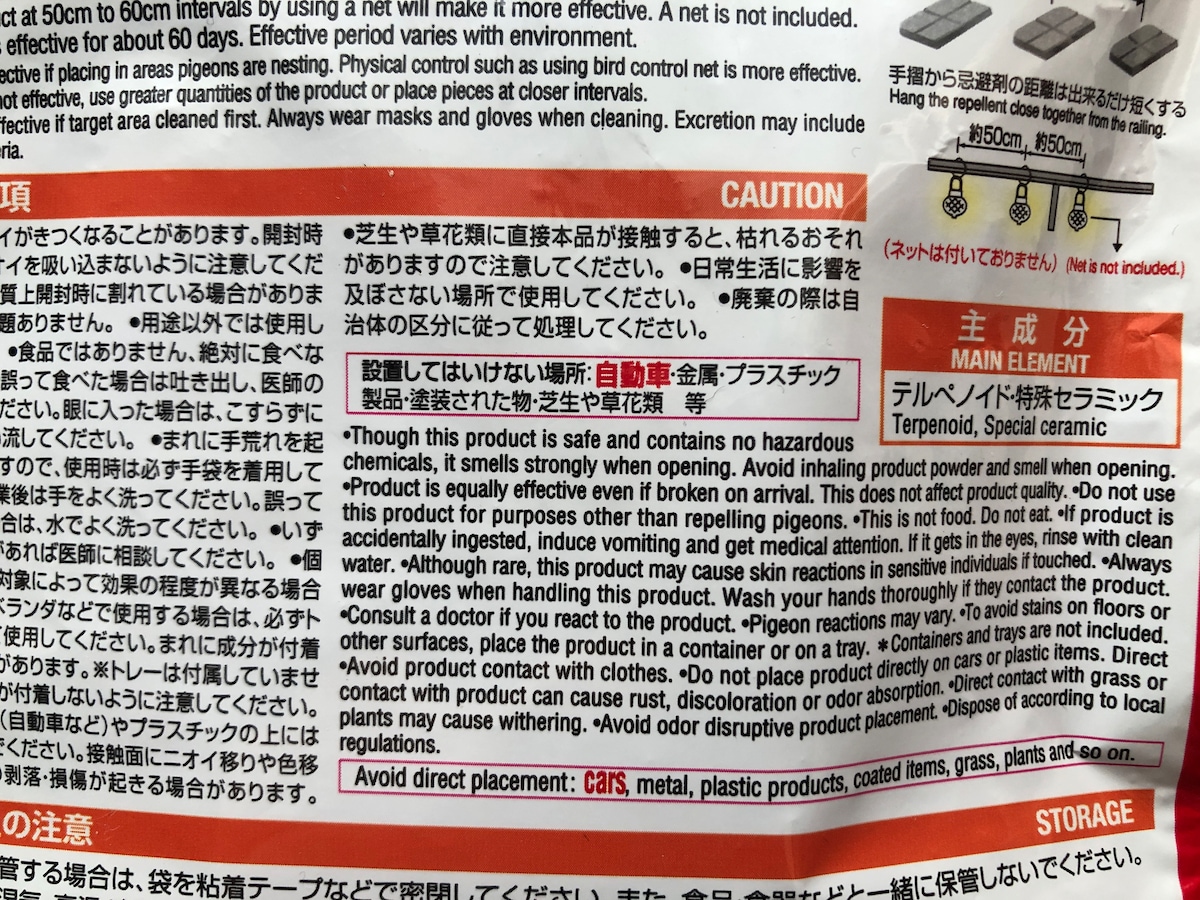 ct at 50cm to 60cm intervals by using a net will make it more effective. A net is not included.
effective for about 60 days. Effective period varies with environment.
ective if placing in areas pigeons are nesting. Physical control such as using bird control net is more effective.
not effective, use greater quantities of the product or place pieces at closer intervals.
ffective if target area cleaned first. Always wear masks and gloves when cleaning. Excretion may include
ria.
手摺から忌避剤の距離は出来るだけ短くする
Hang the repellent close together from the railing.
約50cm 約50cm
(ネットは付いておりません) (Net is not included.)
主成分
MAIN ELEMENT
テルペノイド・特殊セラミック
Terpenoid, Special ceramic
項 CAUTION
イがきつくなることがあります。開封時
オイを吸い込まないように注意してくだ
質上開封時に割れている場合がありま
題ありません。 •用途以外では使用し
•食品ではありません、絶対に食べな
誤って食べた場合は吐き出し、医師の
ださい。眼に入った場合は、こすらずに
流してください。 •まれに手荒れを起
すので、使用時は必ず手袋を着用して
業後は手をよく洗ってください。誤って
合は、水でよく洗ってください。 •いず
があれば医師に相談してください。 •個
対象によって効果の程度が異なる場合
ベランダなどで使用する場合は、必ずト
使用してください。まれに成分が付着
があります。※トレーは付属していませ
が付着しないように注意してください。
(自動車など)やプラスチックの上には
でください。接触面にニオイ移りや色移
剥落・損傷が起きる場合があります。
•芝生や草花類に直接本品が接触すると、枯れるおそれ
がありますので注意してください。 •日常生活に影響を
及ぼさない場所で使用してください。 •廃棄の際は自
治体の区分に従って処理してください。
設置してはいけない場所:自動車・金属・プラスチック
製品・塗装された物・芝生や草花類 等
•Though this product is safe and contains no hazardous
chemicals, it smells strongly when opening. Avoid inhaling product powder and smell when opening.
•Product is equally effective even if broken on arrival. This does not affect product quality. •Do not use
this product for purposes other than repelling pigeons. •This is not food. Do not eat. •If product is
accidentally ingested, induce vomiting and get medical attention. If it gets in the eyes, rinse with clean
water. •Although rare, this product may cause skin reactions in sensitive individuals if touched. •Always
wear gloves when handling this product. Wash your hands thoroughly if they contact the product.
•Consult a doctor if you react to the product. •Pigeon reactions may vary. •To avoid stains on floors or
other surfaces, place the product in a container or on a tray. *Containers and trays are not included.
•Avoid product contact with clothes. •Do not place product directly on cars or plastic items. Direct
contact with product can cause rust, discoloration or odor absorption. •Direct contact with grass or
plants may cause withering. •Avoid odor disruptive product placement. •Dispose of according to local
regulations.
Avoid direct placement: cars, metal, plastic products, coated items, grass, plants and so on.
の注意 STORAGE
管する場合は、袋を粘着テープなどで密閉してください。また、食品・食器などと一緒に保管しないでください。